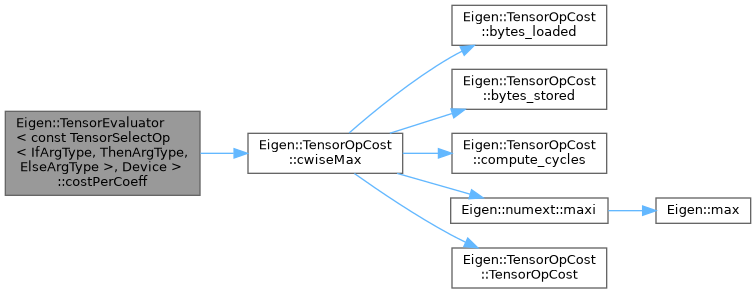 Eigen::TensorEvaluator
< const TensorSelectOp
< IfArgType, ThenArgType,
ElseArgType >, Device >
::costPerCoeff
Eigen::TensorOpCost
::cwiseMax
Eigen::TensorOpCost
::bytes_loaded
Eigen::TensorOpCost
::bytes_stored
Eigen::TensorOpCost
::compute_cycles
Eigen::numext::maxi
Eigen::max
Eigen::TensorOpCost
::TensorOpCost